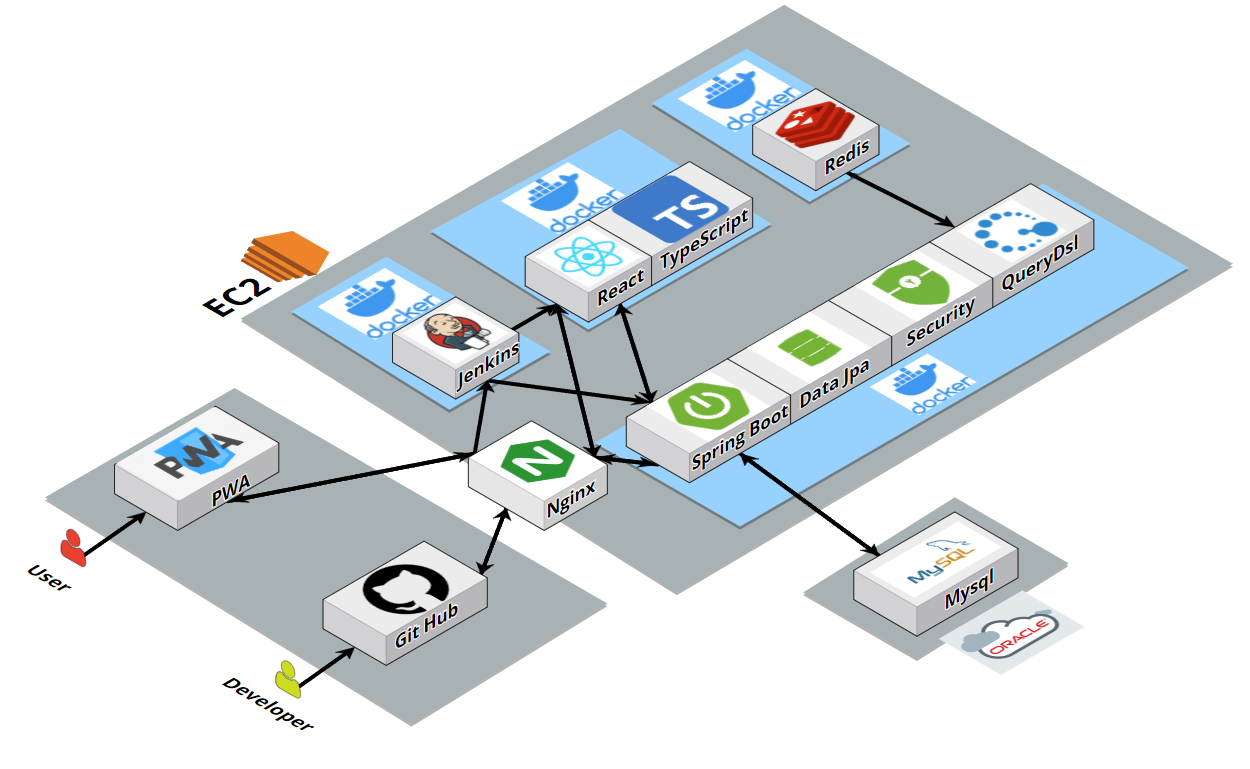 docker
Redis
docker
TS
React
TypeScript
QueryDsl
EC2
docker
Jenkins
Security
Data Jpa
docker
Spring Boot
PWA
PWA
N
Nginx
User
MySQL
Mysql
Git Hub
ORACLE
Developer